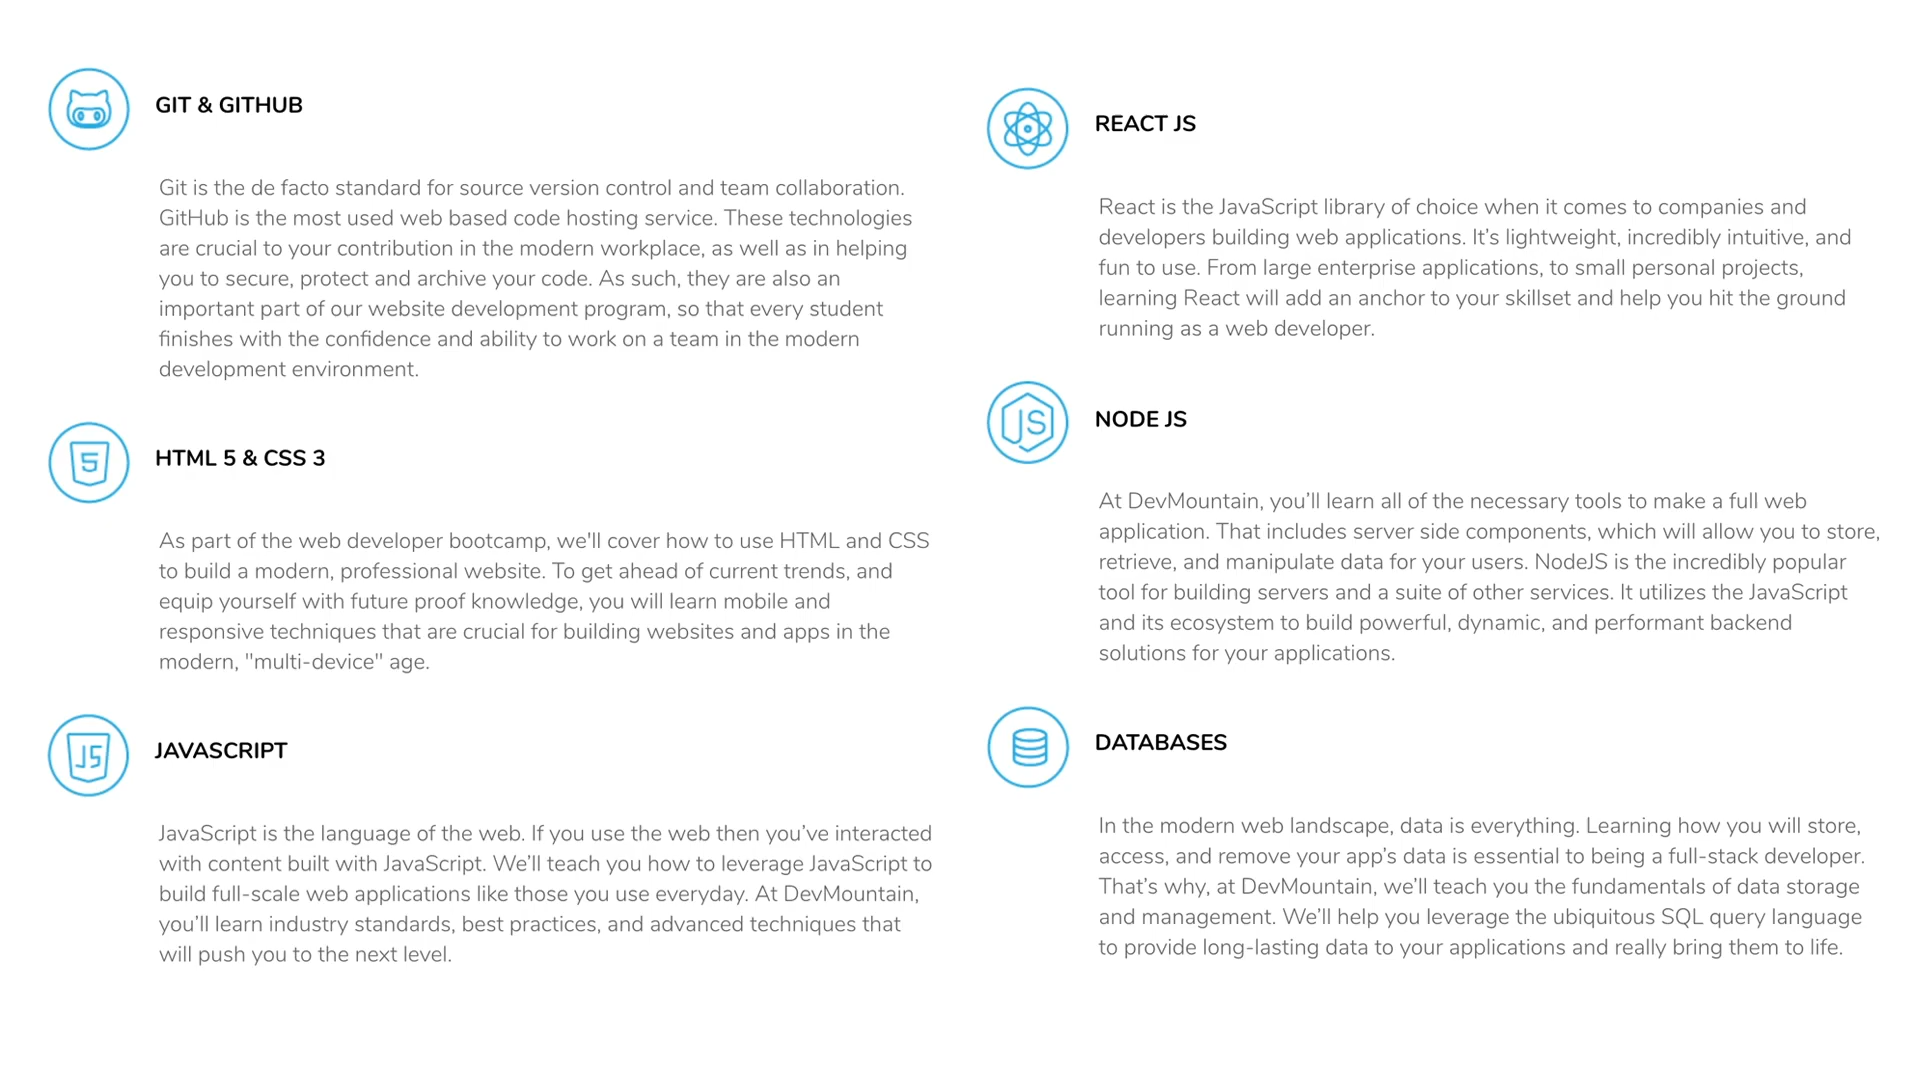 GIT & GITHUB
Git is the de facto standard for source version control and team collaboration.
GitHub is the most used web based code hosting service. These technologies
are crucial to your contribution in the modern workplace, as well as in helping
you to secure, protect and archive your code. As such, they are also an
important part of our website development program, so that every student
finishes with the confidence and ability to work on a team in the modern
development environment.
5
HTML 5 & CSS 3
As part of the web developer bootcamp, we'll cover how to use HTML and CSS
to build a modern, professional website. To get ahead of current trends, and
equip yourself with future proof knowledge, you will learn mobile and
responsive techniques that are crucial for building websites and apps in the
modern, "multi-device" age.
JS
JAVASCRIPT
JavaScript is the language of the web. If you use the web then you’ve interacted
with content built with JavaScript. We’ll teach you how to leverage JavaScript to
build full-scale web applications like those you use everyday. At DevMountain,
you’ll learn industry standards, best practices, and advanced techniques that
will push you to the next level.
REACT JS
React is the JavaScript library of choice when it comes to companies and
developers building web applications. It’s lightweight, incredibly intuitive, and
fun to use. From large enterprise applications, to small personal projects,
learning React will add an anchor to your skillset and help you hit the ground
running as a web developer.
JS
NODE JS
At DevMountain, you’ll learn all of the necessary tools to make a full web
application. That includes server side components, which will allow you to store,
retrieve, and manipulate data for your users. NodeJS is the incredibly popular
tool for building servers and a suite of other services. It utilizes the JavaScript
and its ecosystem to build powerful, dynamic, and performant backend
solutions for your applications.
DATABASES
In the modern web landscape, data is everything. Learning how you will store,
access, and remove your app’s data is essential to being a full-stack developer.
That’s why, at DevMountain, we’ll teach you the fundamentals of data storage
and management. We’ll help you leverage the ubiquitous SQL query language
to provide long-lasting data to your applications and really bring them to life.